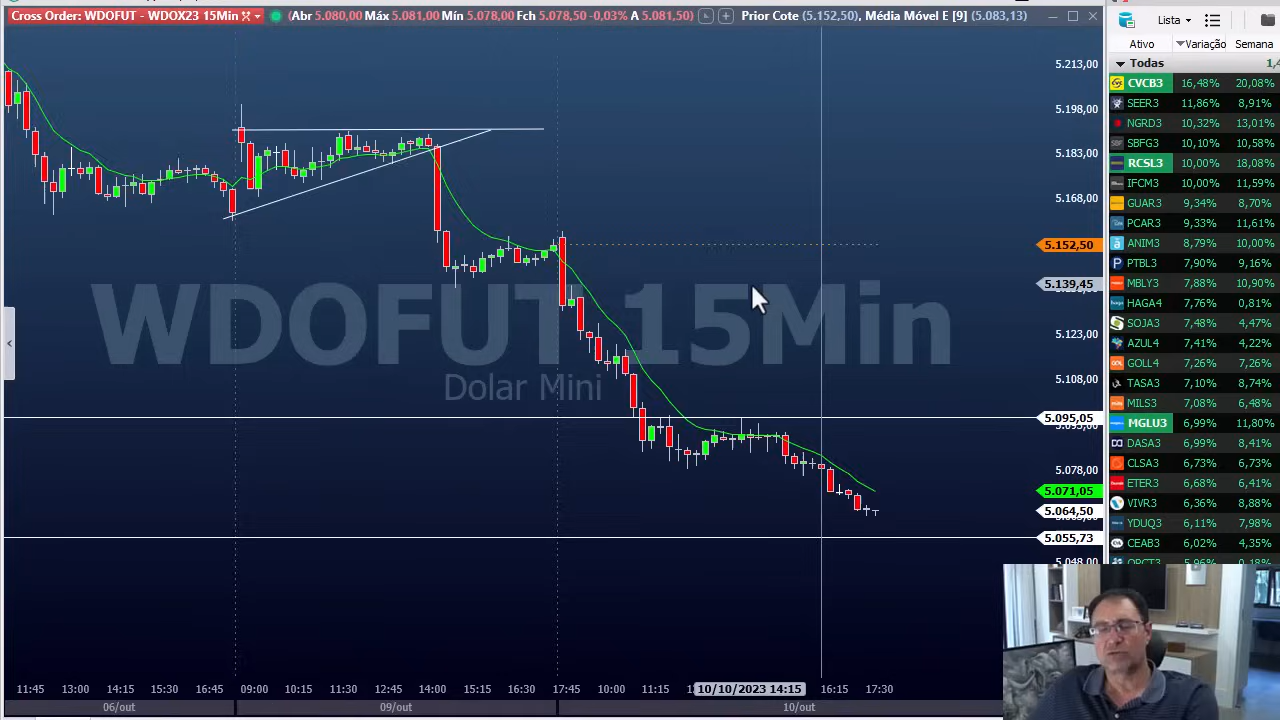 Cross Order: WDOFUT - WDOX23 15Min (Abr 5.080,00 Máx 5.081,00 Mín 5.078,00 Fch 5.078,50 -0,03% A 5.081,50) Prior Cote (5.152,50), Média Móvel E [9] (5.083,13)
WDOFUT 15Min
Dolar Mini
5.213,00
5.198,00
5.183,00
5.168,00
5.152,50
5.139,45
5.123,00
5.108,00
5.095,05
5.078,00
5.071,05
5.064,50
5.055,73
5.048,00
11:45 13:00 14:15 15:30 16:45 09:00 10:15 11:30 12:45 14:00 15:15 16:30 17:45 10:00 11:15 10/10/2023 14:15 16:15 17:30
06/out 09/out 10/out
Lista
Ativo Variação Semana
Todas
CVCB3 16,48% 20,08%
SEER3 11,86% 8,91%
NGRD3 10,32% 13,01%
SBFG3 10,10% 10,58%
RCSL3 10,00% 18,08%
IFCM3 10,00% 11,59%
GUAR3 9,34% 8,70%
PCAR3 9,33% 11,61%
ANIM3 8,79% 10,00%
PTBL3 7,90% 9,16%
MBLY3 7,88% 10,90%
HAGA4 7,76% 0,81%
SOJA3 7,48% 4,47%
AZUL4 7,41% 4,22%
GOLL4 7,26% 7,26%
TASA3 7,10% 8,74%
MILS3 7,08% 6,48%
MGLU3 6,99% 11,80%
DASA3 6,99% 8,41%
CLSA3 6,73% 6,73%
ETER3 6,68% 6,41%
VIVR3 6,36% 8,88%
YDUQ3 6,11% 7,98%
CEAB3 6,02% 4,35%